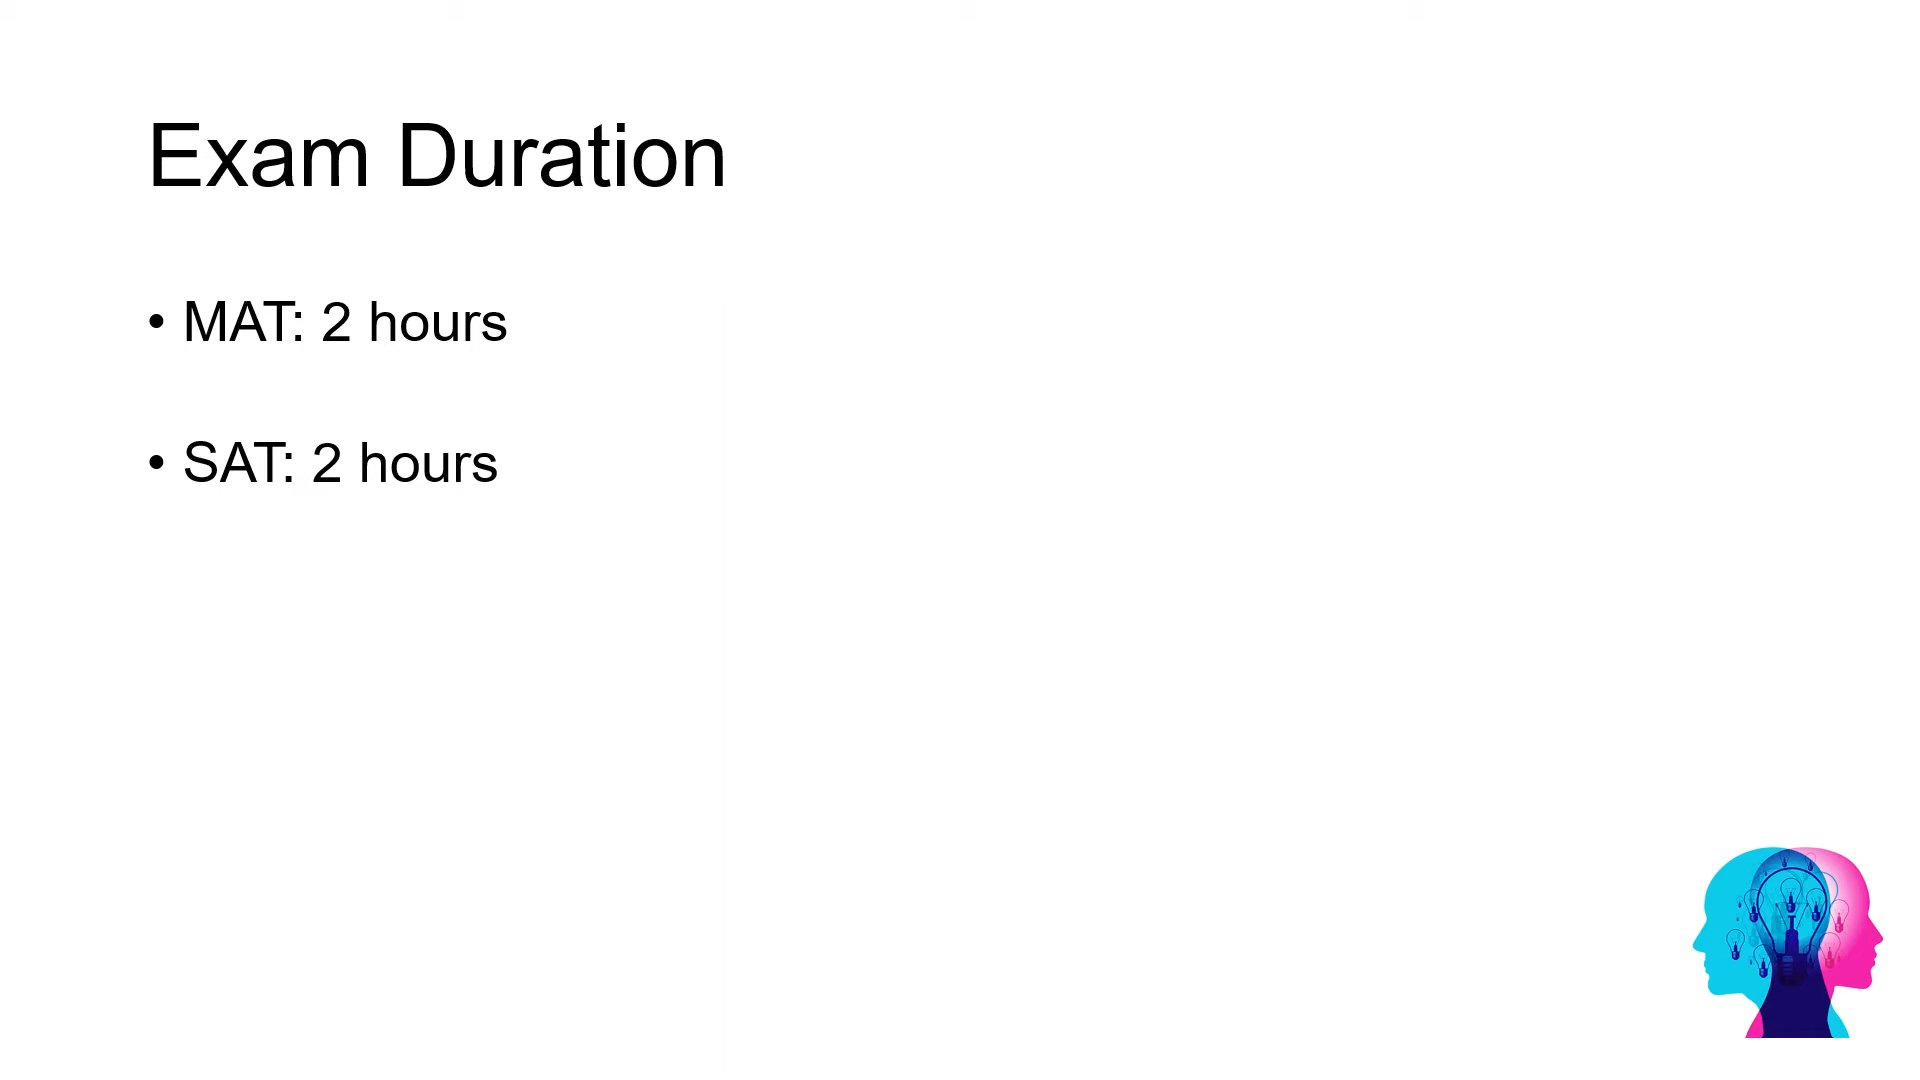 Exam Duration
• MAT: 2 hours
• SAT: 2 hours